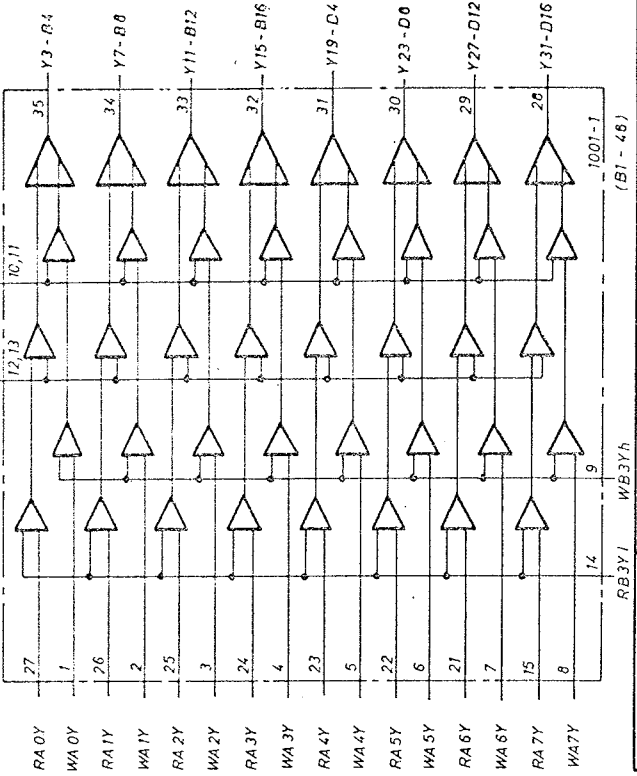 Y3-B4
Y7-B8
Y11-B12
Y15-B16
Y19-D4
Y23-D8
Y27-D12
Y31-D16
35
34
33
32
31
30
29
28
1001-1
(B1-48)
10,11
12,13
9
WB3Yh
14
RB3Yl
27
1
26
2
25
3
24
4
23
5
22
6
21
7
15
8
RA0Y
WA0Y
RA1Y
WA1Y
RA2Y
WA2Y
RA3Y
WA3Y
RA4Y
WA4Y
RA5Y
WA5Y
RA6Y
WA6Y
RA7Y
WA7Y